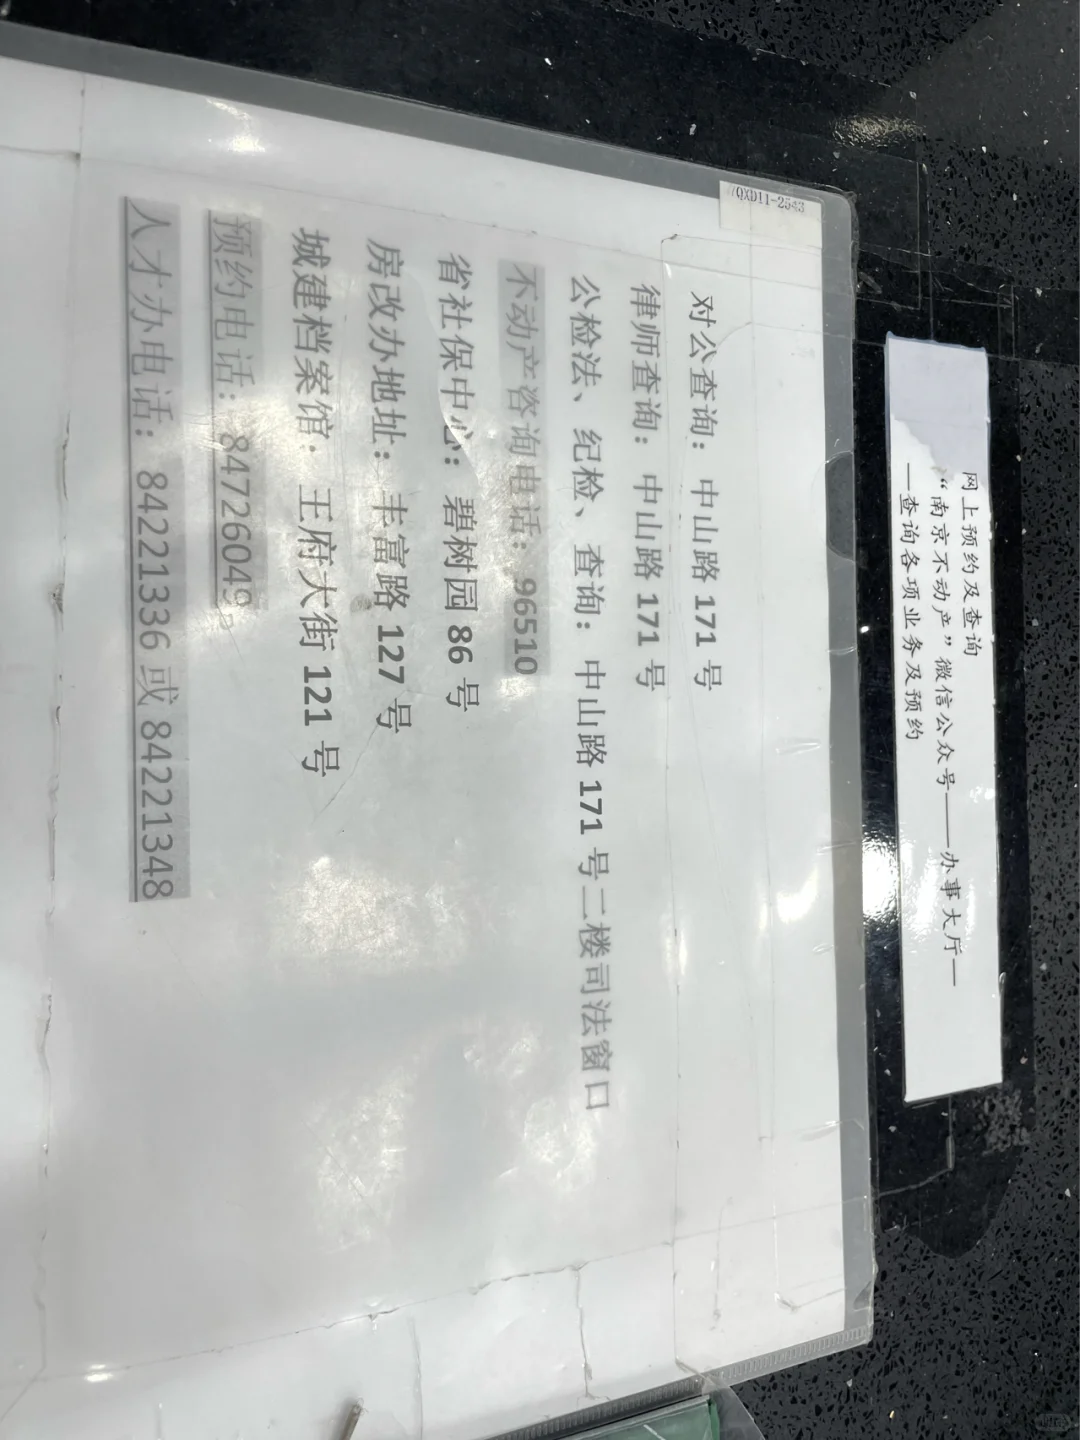 网上预约及查询
“南京不动产”微信公众号——办事大厅—
—查询各项业务及预约
QXD11-2543
对公查询：中山路 171 号
律师查询：中山路 171 号
公检法、纪检、查询：中山路 171 号二楼司法窗口
不动产咨询电话：96510
省社保中心：碧树园 86 号
房改办地址：丰富路 127 号
城建档案馆：王府大街 121 号
预约电话：84726049
人才办电话：84221336 或 84221348